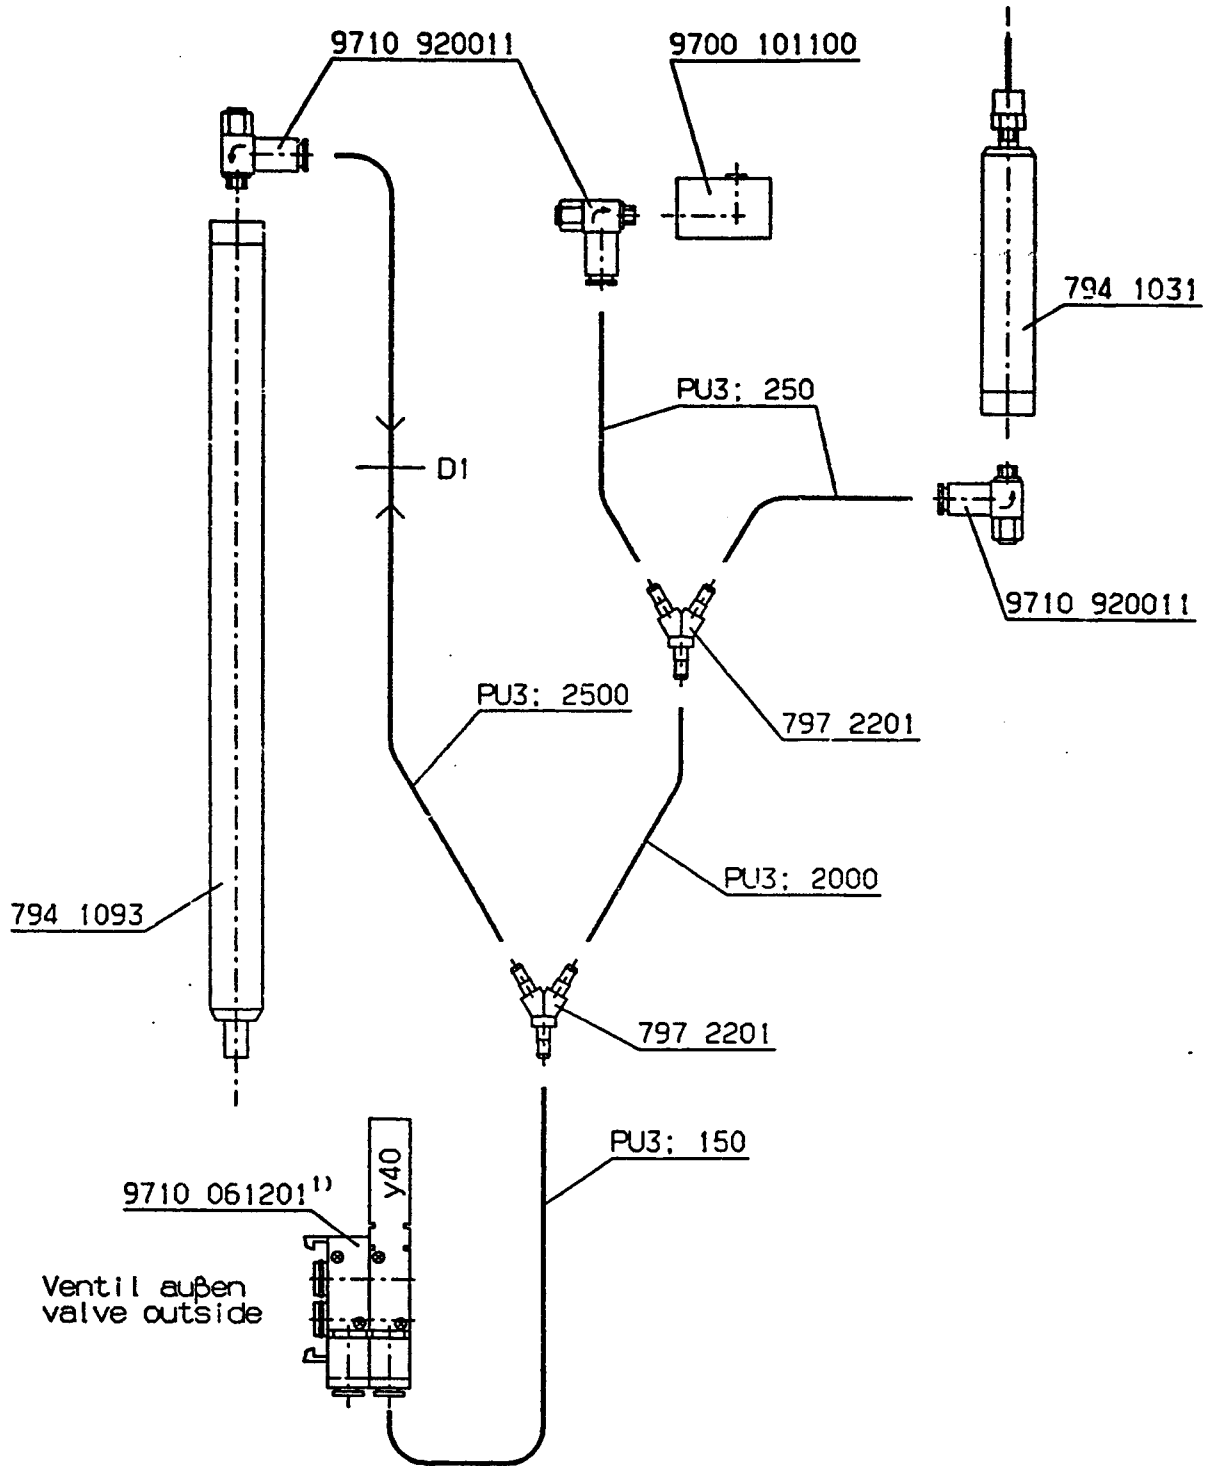 9710 920011
9700 101100
794 1031
PU3; 250
D1
9710 920011
PU3; 2500
797 2201
PU3; 2000
794 1093
797 2201
PU3; 150
y40
9710 061201¹⁾
Ventil außen
valve outside